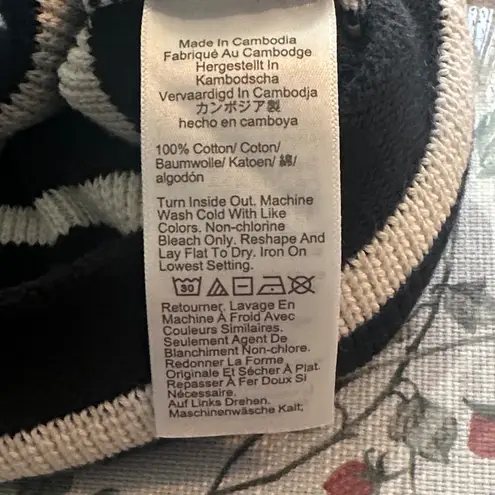 Made In Cambodia
Fabriqué Au Cambodge
Hergestellt In
Kambodscha
Vervaardigd In Cambodja
カンボジア製
hecho en camboya
100% Cotton/ Coton/
Baumwolle/ Katoen/ 綿/
algodón
Turn Inside Out. Machine
Wash Cold With Like
Colors. Non-chlorine
Bleach Only. Reshape And
Lay Flat To Dry. Iron On
Lowest Setting.
30
Retourner. Lavage En
Machine À Froid Avec
Couleurs Similaires.
Seulement Agent De
Blanchiment Non-chlore.
Redonner La Forme
Originale Et Sécher À Plat.
Repasser À Fer Doux Si
Nécessaire.
Auf Links Drehen.
Maschinenwäsche Kalt;